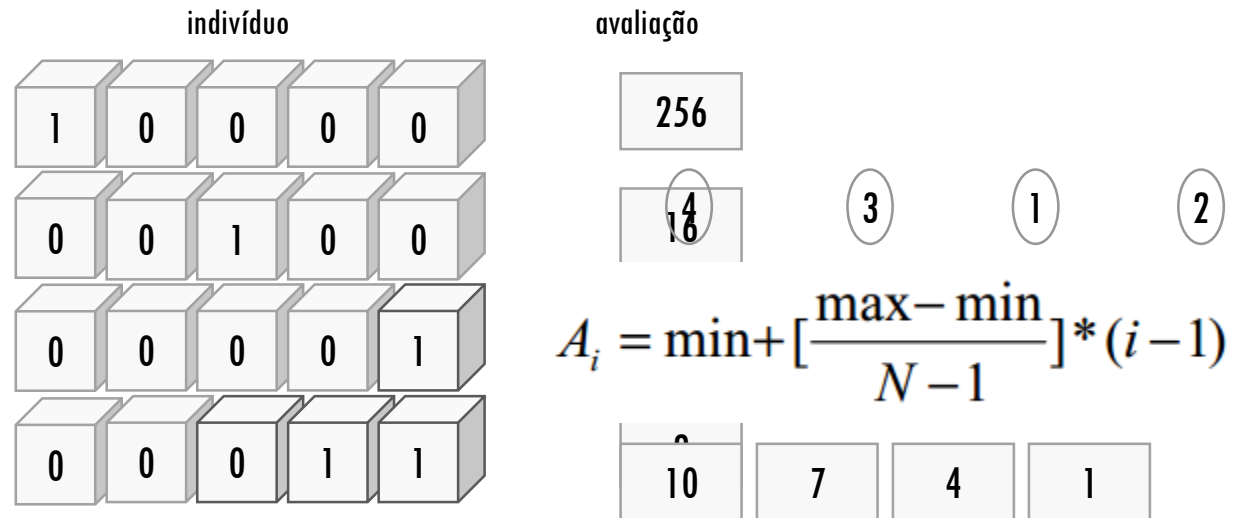 indivíduo avaliação
1 0 0 0 0 256
0 0 1 0 0 16 4 3 1 2
0 0 0 0 1 A_i = min+[(max− min)/(N −1)]*(i −1)
0 0 0 1 1 10 7 4 1